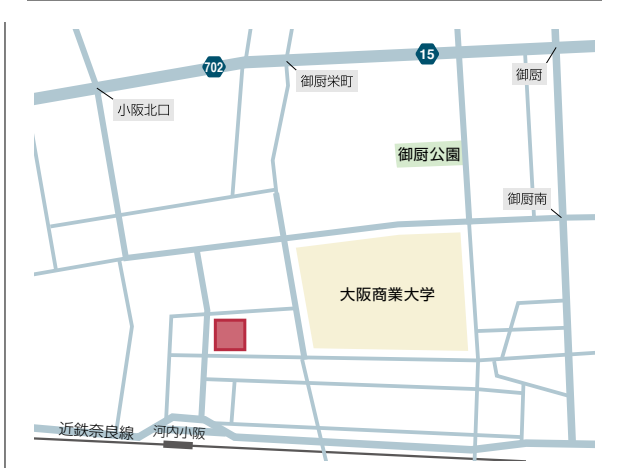 15
702
御厨
御厨栄町
小阪北口
御厨公園
御厨南
大阪商業大学
近鉄奈良線
河内小阪